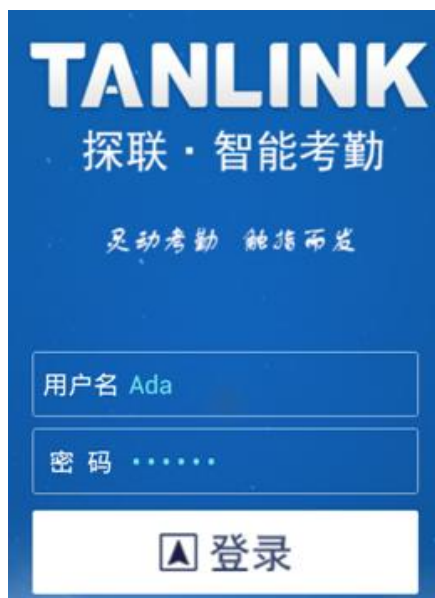 TANLINK
探联·智能考勤
灵动考勤 触指而发
用户名 Ada
密 码 ••••••
登录